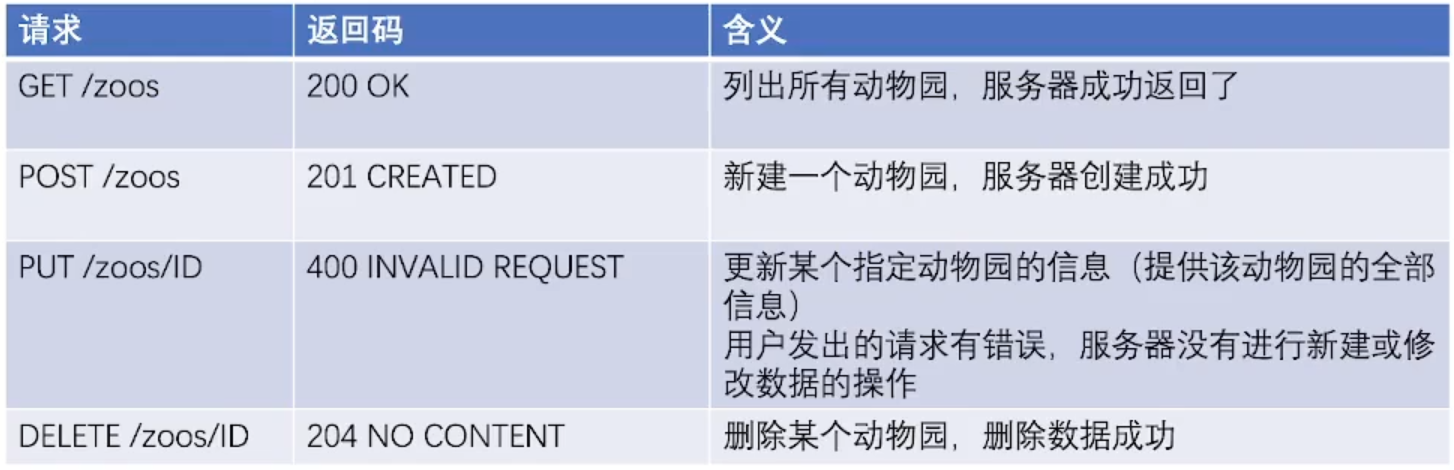 请求 返回码 含义
GET /zoos 200 OK 列出所有动物园，服务器成功返回了
POST /zoos 201 CREATED 新建一个动物园，服务器创建成功
PUT /zoos/ID 400 INVALID REQUEST 更新某个指定动物园的信息（提供该动物园的全部
信息）
用户发出的请求有错误，服务器没有进行新建或修
改数据的操作
DELETE /zoos/ID 204 NO CONTENT 删除某个动物园，删除数据成功